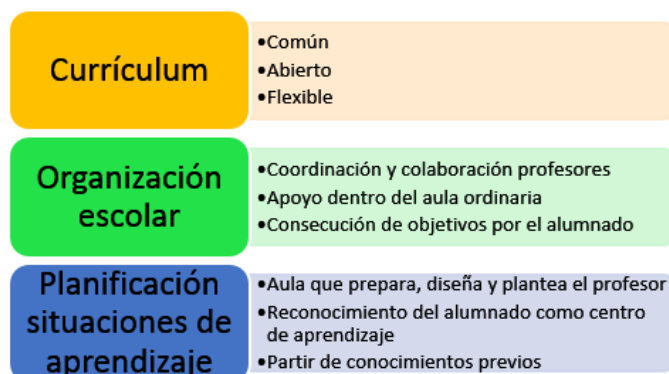 Currículum
•Común
•Abierto
•Flexible
Organización
escolar
•Coordinación y colaboración profesores
•Apoyo dentro del aula ordinaria
•Consecución de objetivos por el alumnado
Planificación
situaciones de
aprendizaje
•Aula que prepara, diseña y plantea el profesor
•Reconocimiento del alumnado como centro
de aprendizaje
•Partir de conocimientos previos